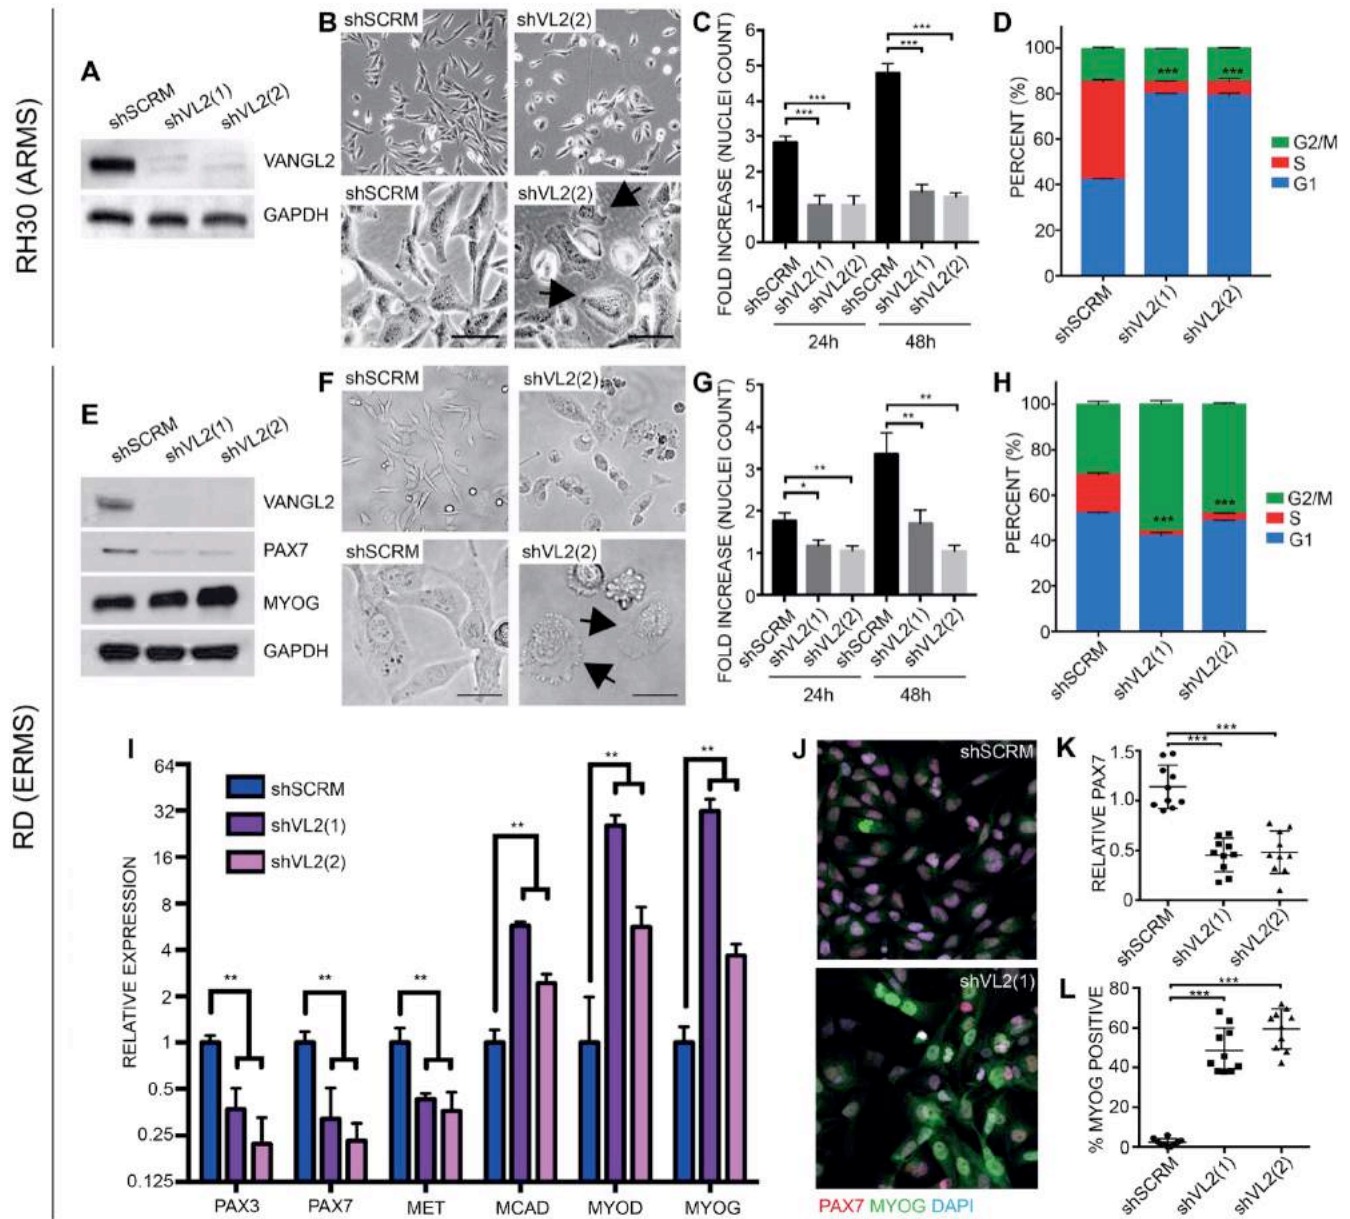 RH30 (ARMS)
A
shSCRM
shVL2(1)
shVL2(2)
VANGL2
GAPDH
B
shSCRM
shVL2(2)
shSCRM
shVL2(2)
C
FOLD INCREASE (NUCLEI COUNT)
6
5
4
3
2
1
0
***
***
***
***
shSCRM
shVL2(1)
shVL2(2)
shSCRM
shVL2(1)
shVL2(2)
24h
48h
D
PERCENT (%)
100
80
60
40
20
0
***
***
G2/M
S
G1
shSCRM
shVL2(1)
shVL2(2)
RD (ERMS)
E
shSCRM
shVL2(1)
shVL2(2)
VANGL2
PAX7
MYOG
GAPDH
F
shSCRM
shVL2(2)
shSCRM
shVL2(2)
G
FOLD INCREASE (NUCLEI COUNT)
5
4
3
2
1
0
**
*
**
**
shSCRM
shVL2(1)
shVL2(2)
shSCRM
shVL2(1)
shVL2(2)
24h
48h
H
PERCENT (%)
100
80
60
40
20
0
***
***
G2/M
S
G1
shSCRM
shVL2(1)
shVL2(2)
I
RELATIVE EXPRESSION
64
32
16
8
4
2
1
0.5
0.25
0.125
shSCRM
shVL2(1)
shVL2(2)
**
**
**
**
**
**
PAX3
PAX7
MET
MCAD
MYOD
MYOG
J
shSCRM
shVL2(1)
PAX7 MYOG DAPI
K
RELATIVE PAX7
1.5
1.0
0.5
0
***
***
shSCRM
shVL2(1)
shVL2(2)
L
% MYOG POSITIVE
80
60
40
20
0
***
***
shSCRM
shVL2(1)
shVL2(2)